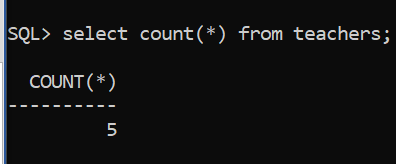 SQL> select count(*) from teachers;
COUNT(*)
----------
5